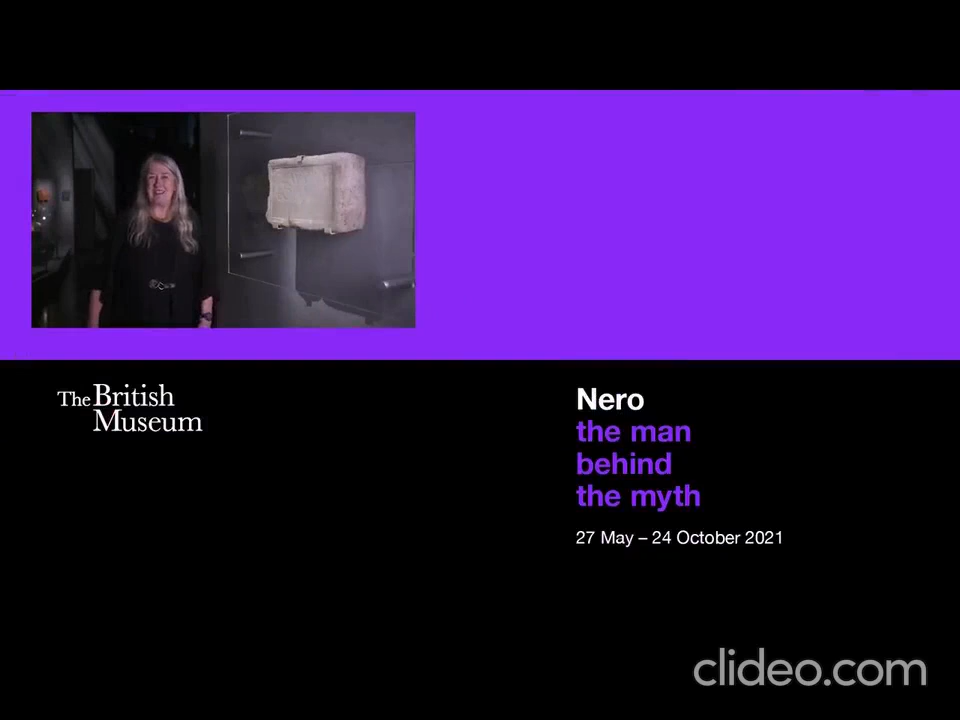 The British
Museum
Nero
the man
behind
the myth
27 May – 24 October 2021
clideo.com